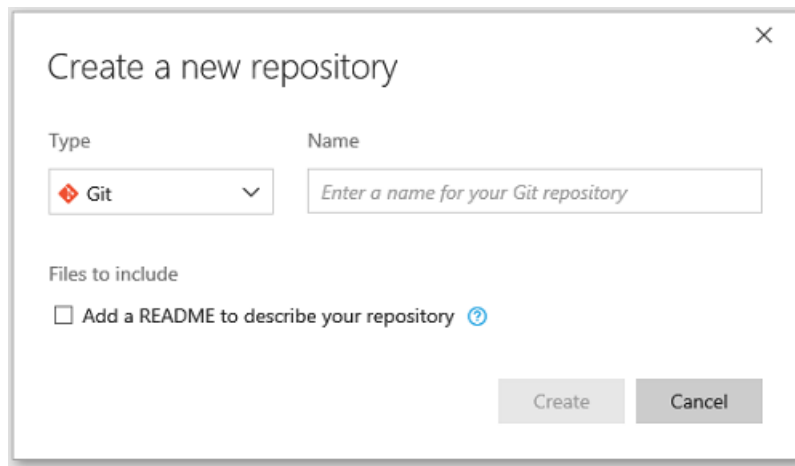 Create a new repository
Type
Name
Git
Enter a name for your Git repository
Files to include
Add a README to describe your repository
Create
Cancel